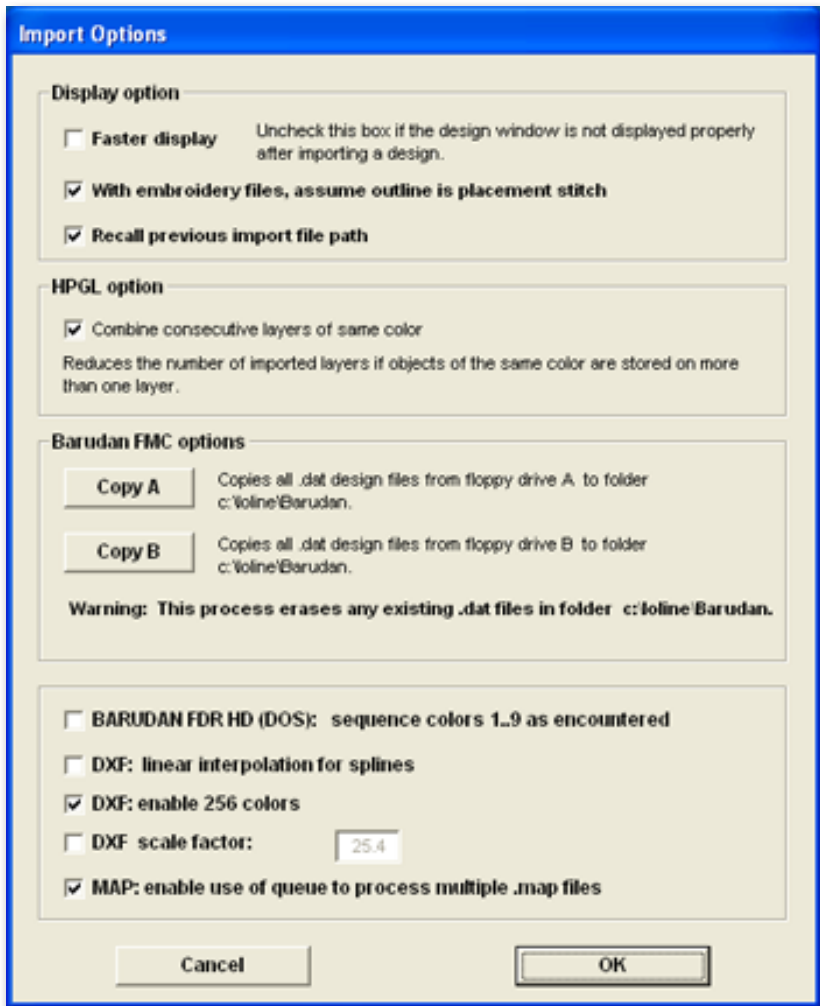 Import Options
Display option
Faster display
Uncheck this box if the design window is not displayed properly
after importing a design.
With embroidery files, assume outline is placement stitch
Recall previous import file path
HPGL option
Combine consecutive layers of same color
Reduces the number of imported layers if objects of the same color are stored on more
than one layer.
Barudan FMC options
Copy A
Copies all .dat design files from floppy drive A to folder
c:\Ioline\Barudan.
Copy B
Copies all .dat design files from floppy drive B to folder
c:\Ioline\Barudan.
Warning: This process erases any existing .dat files in folder c:\Ioline\Barudan.
BARUDAN FDR HD (DOS): sequence colors 1..9 as encountered
DXF: linear interpolation for splines
DXF: enable 256 colors
DXF scale factor: 25.4
MAP: enable use of queue to process multiple .map files
Cancel OK